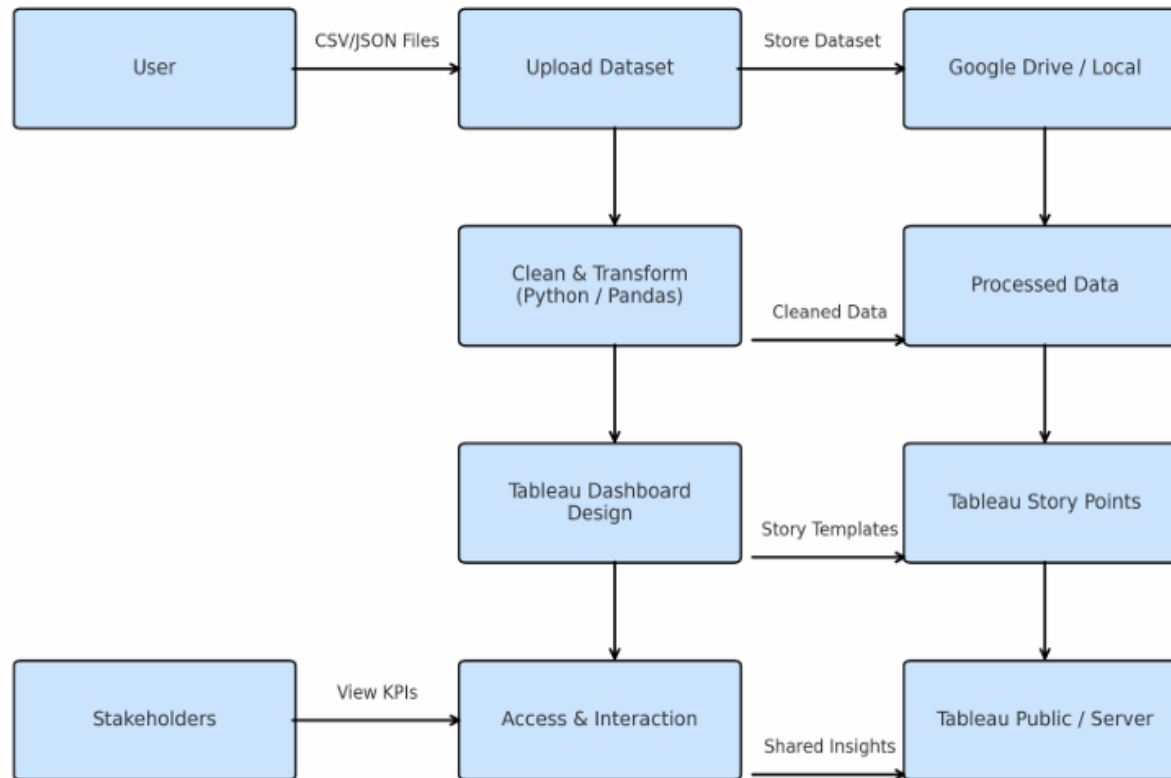 User
CSV/JSON Files
Upload Dataset
Store Dataset
Google Drive / Local
Clean & Transform
(Python / Pandas)
Cleaned Data
Processed Data
Tableau Dashboard
Design
Story Templates
Tableau Story Points
Stakeholders
View KPIs
Access & Interaction
Shared Insights
Tableau Public / Server